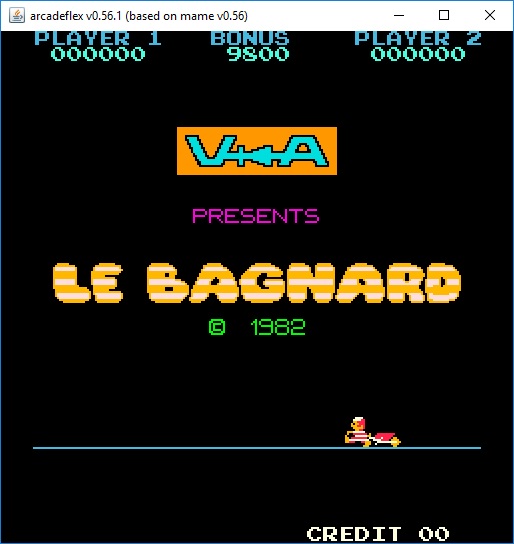 arcadeflex v0.56.1 (based on mame v0.56)
PLAYER 1 BONUS PLAYER 2
000000 9800 000000
PRESENTS
LE BAGNARD
© 1982
CREDIT 00